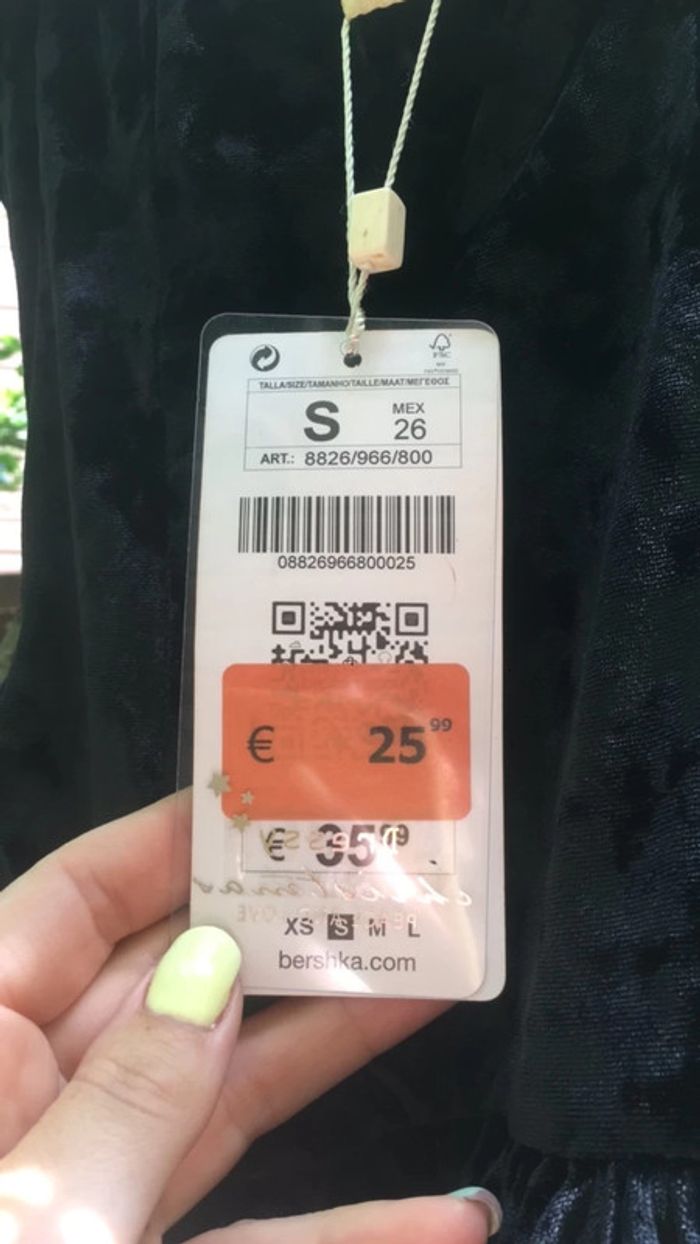 FSC
TALLA/SIZE/TAMANHO/TAILLE/MAAT/ΜΕΓΕΘΟΣ
S MEX 26
ART.: 8826/966/800
08826966800025
€ 25 99
€ 35 99
XS S M L
bershka.com